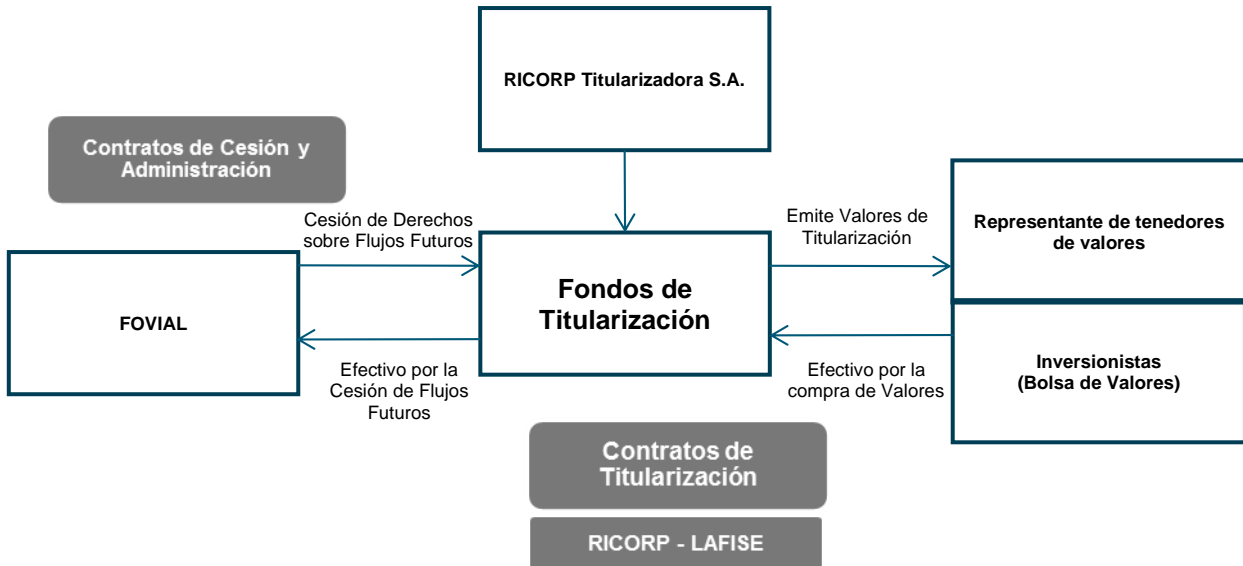 RICORP Titularizadora S.A.
Contratos de Cesión y
Administración
Cesión de Derechos
sobre Flujos Futuros
Emite Valores de
Titularización
Representante de tenedores
de valores
FOVIAL
Fondos de
Titularización
Efectivo por la
Cesión de Flujos
Futuros
Efectivo por la
compra de Valores
Inversionistas
(Bolsa de Valores)
Contratos de
Titularización
RICORP - LAFISE